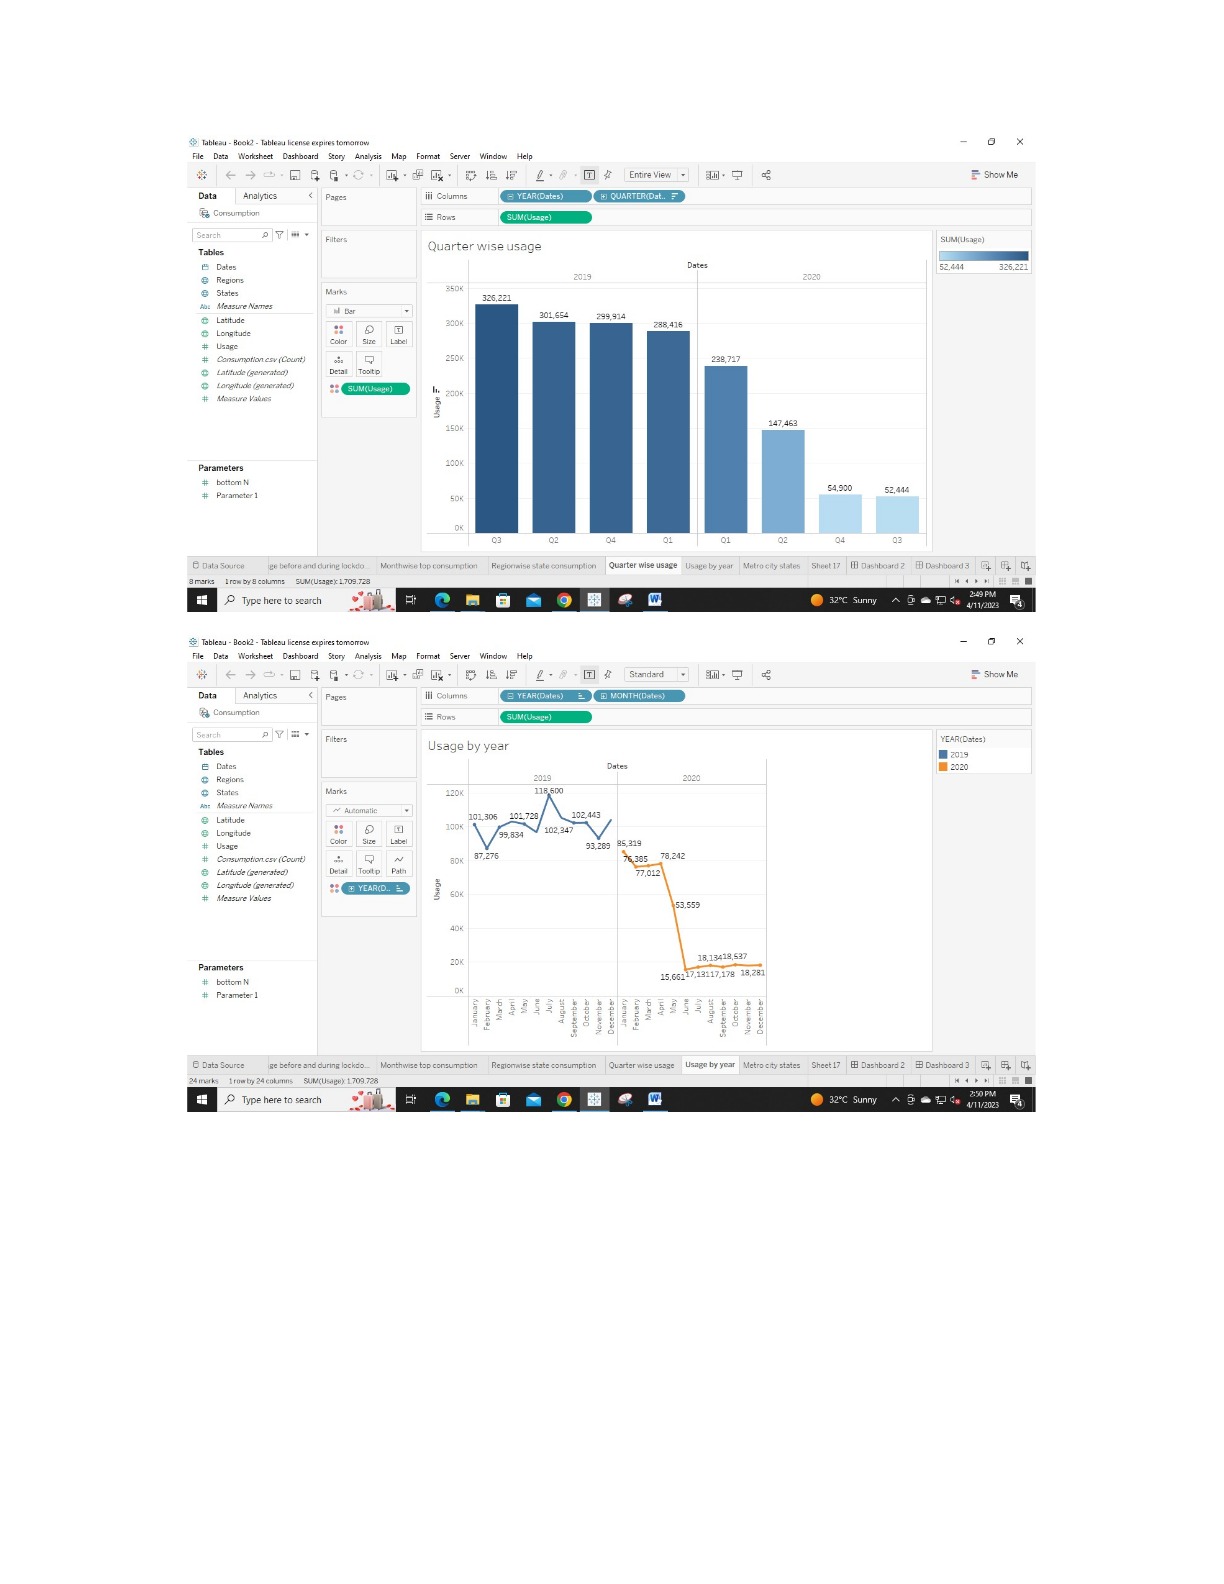 Tableau - Book2 - Tableau license expires tomorrow
File Data Worksheet Dashboard Story Analysis Map Format Server Window Help
Entire View
Show Me
Data Analytics
Consumption
Search
Tables
Dates
Regions
States
Abc Measure Names
Latitude
Longitude
Usage
Consumption.csv (Count)
Latitude (generated)
Longitude (generated)
Measure Values
Parameters
bottom N
Parameter 1
Pages
Filters
Marks
Bar
Color Size Label
Detail Tooltip
SUM(Usage)
Columns YEAR(Dates) QUARTER(Dat..
Rows SUM(Usage)
Quarter wise usage
Dates
2019 2020
Usage
350K
300K
250K
200K
150K
100K
50K
0K
326,221
301,654
299,914
288,416
238,717
147,463
54,900
52,444
Q3 Q2 Q4 Q1 Q1 Q2 Q4 Q3
SUM(Usage)
52,444 326,221
Data Source ge before and during lockdo... Monthwise top consumption Regionwise state consumption Quarter wise usage Usage by year Metro city states Sheet 17 Dashboard 2 Dashboard 3
8 marks 1 row by 8 columns SUM(Usage): 1,709,728
Type here to search
32°C Sunny
2:49 PM
4/11/2023
4
Tableau - Book2 - Tableau license expires tomorrow
File Data Worksheet Dashboard Story Analysis Map Format Server Window Help
Standard
Show Me
Data Analytics
Consumption
Search
Tables
Dates
Regions
States
Abc Measure Names
Latitude
Longitude
Usage
Consumption.csv (Count)
Latitude (generated)
Longitude (generated)
Measure Values
Parameters
bottom N
Parameter 1
Pages
Filters
Marks
Automatic
Color Size Label
Detail Tooltip Path
YEAR(D..
Columns YEAR(Dates) MONTH(Dates)
Rows SUM(Usage)
Usage by year
Dates
2019 2020
Usage
120K
100K
80K
60K
40K
20K
0K
101,306
87,276
99,834
101,728
118,600
102,347
102,443
93,289
85,319
76,385
77,012
78,242
53,559
15,661
17,131
18,134
17,178
18,537
18,281
January February March April May June July August September October November December January February March April May June July August September October November December
YEAR(Dates)
2019
2020
Data Source ge before and during lockdo... Monthwise top consumption Regionwise state consumption Quarter wise usage Usage by year Metro city states Sheet 17 Dashboard 2 Dashboard 3
24 marks 1 row by 24 columns SUM(Usage): 1,709,728
Type here to search
32°C Sunny
2:50 PM
4/11/2023
4